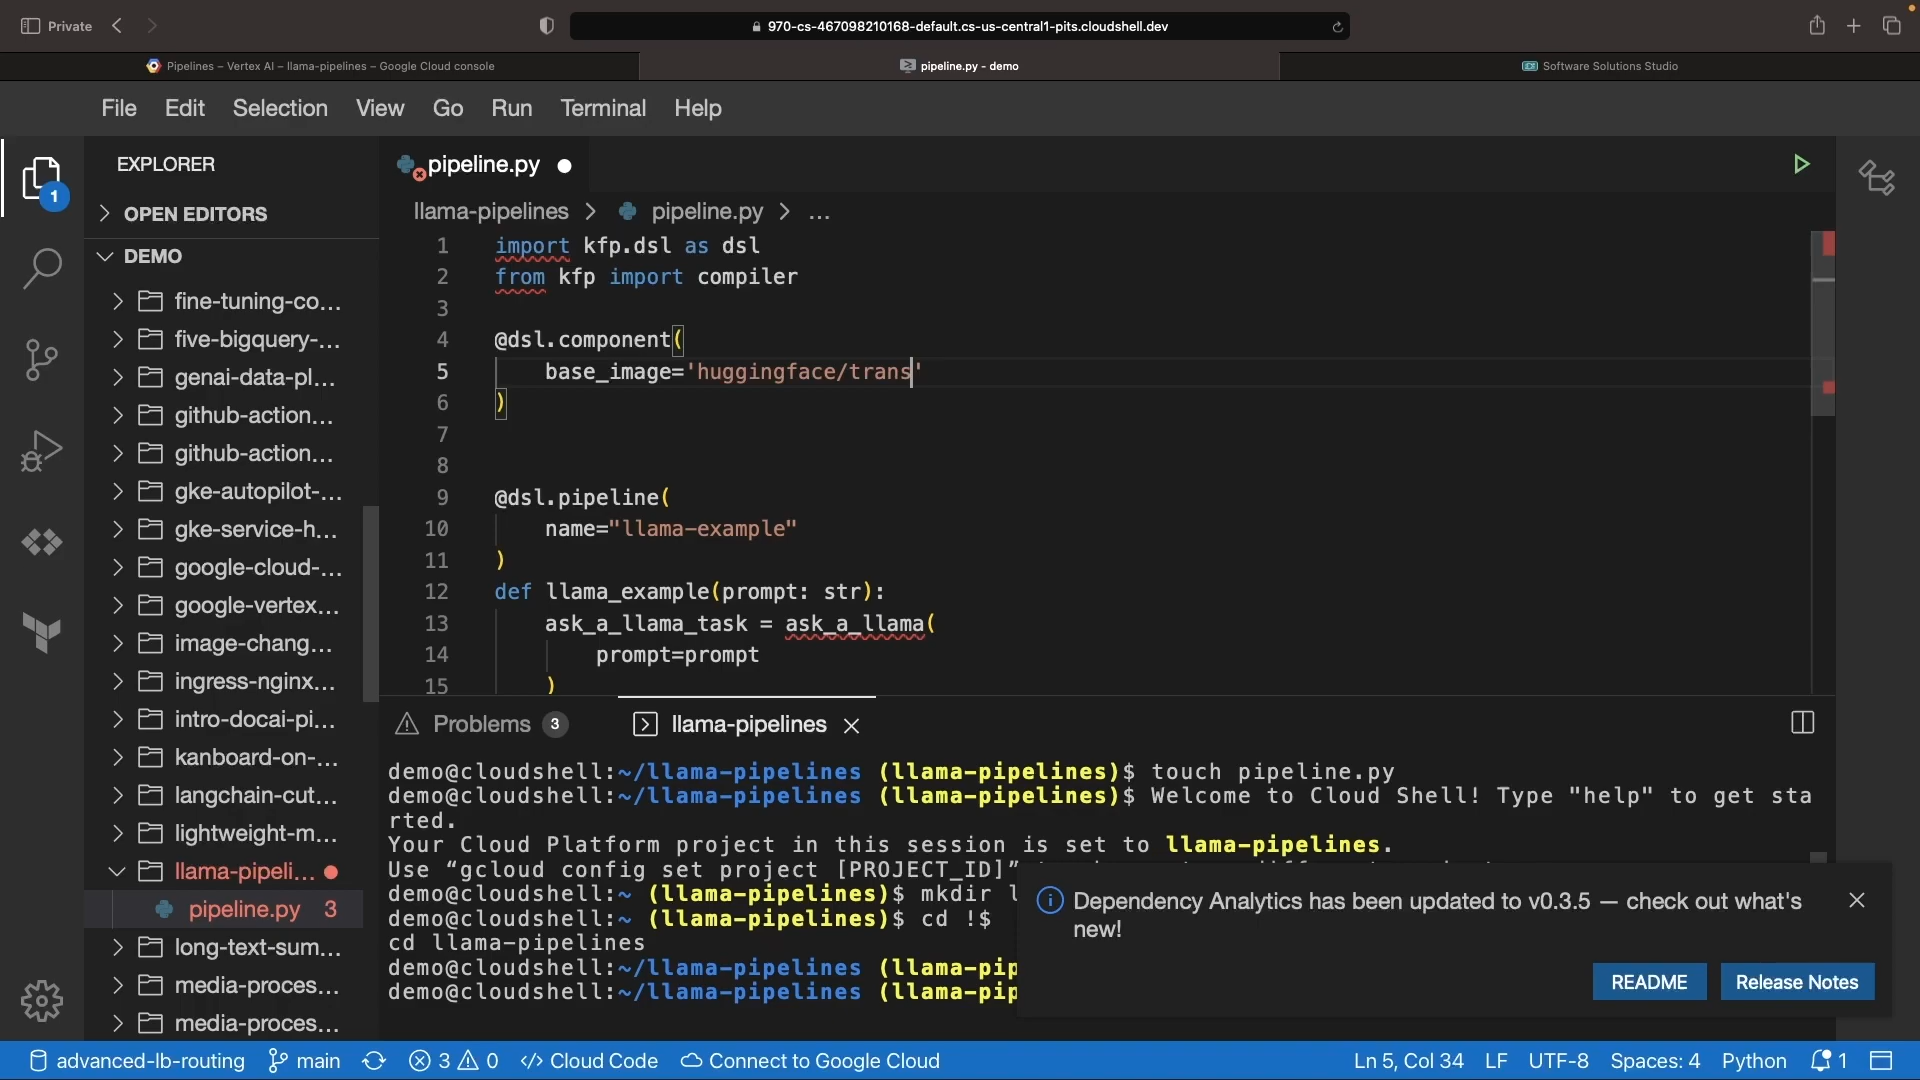 Private
970-cs-467098210168-default.cs-us-central1-pits.cloudshell.dev
Pipelines – Vertex AI – llama-pipelines – Google Cloud console
pipeline.py - demo
Software Solutions Studio
File Edit Selection View Go Run Terminal Help
EXPLORER
1
OPEN EDITORS
DEMO
fine-tuning-co...
five-bigquery-...
genai-data-pl...
github-action...
github-action...
gke-autopilot-...
gke-service-h...
google-cloud-...
google-vertex...
image-chang...
ingress-nginx...
intro-docai-pi...
kanboard-on-...
langchain-cut...
lightweight-m...
llama-pipeli...
pipeline.py 3
long-text-sum...
media-proces...
media-proces...
pipeline.py
llama-pipelines > pipeline.py > ...
1 import kfp.dsl as dsl
2 from kfp import compiler
3
4 @dsl.component(
5 base_image='huggingface/trans'
6 )
7
8
9 @dsl.pipeline(
10 name="llama-example"
11 )
12 def llama_example(prompt: str):
13 ask_a_llama_task = ask_a_llama(
14 prompt=prompt
15 )
Problems 3
llama-pipelines
demo@cloudshell:~/llama-pipelines (llama-pipelines)$ touch pipeline.py
demo@cloudshell:~/llama-pipelines (llama-pipelines)$ Welcome to Cloud Shell! Type "help" to get sta
rted.
Your Cloud Platform project in this session is set to llama-pipelines.
Use “gcloud config set project [PROJECT_ID]”
demo@cloudshell:~ (llama-pipelines)$ mkdir l
demo@cloudshell:~ (llama-pipelines)$ cd !$
cd llama-pipelines
demo@cloudshell:~/llama-pipelines (llama-pip
demo@cloudshell:~/llama-pipelines (llama-pip
Dependency Analytics has been updated to v0.3.5 — check out what's
new!
README
Release Notes
advanced-lb-routing main 3 0 Cloud Code Connect to Google Cloud
Ln 5, Col 34 LF UTF-8 Spaces: 4 Python 1